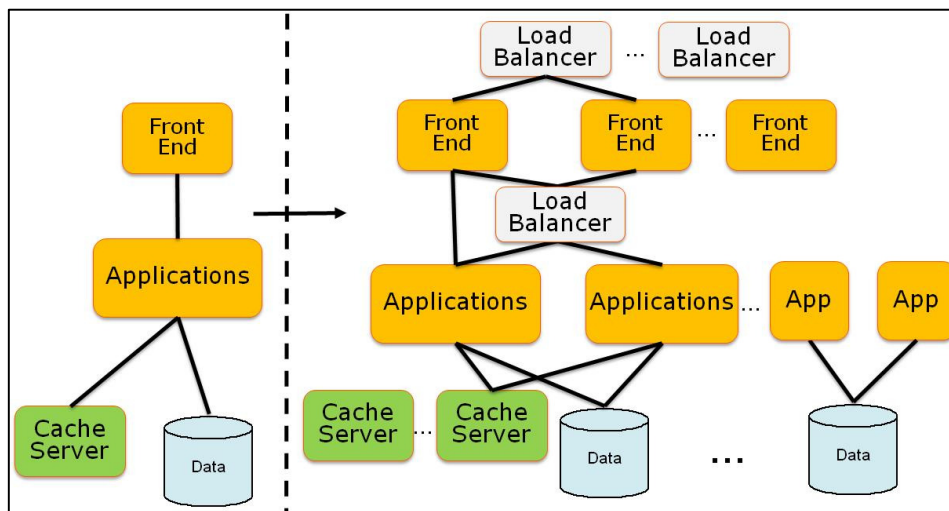 Front
End
Applications
Cache
Server
Data
Load
Balancer
...
Load
Balancer
Front
End
Front
End
...
Front
End
Load
Balancer
Applications
Applications
...
App
App
Cache
Server
...
Cache
Server
Data
...
Data